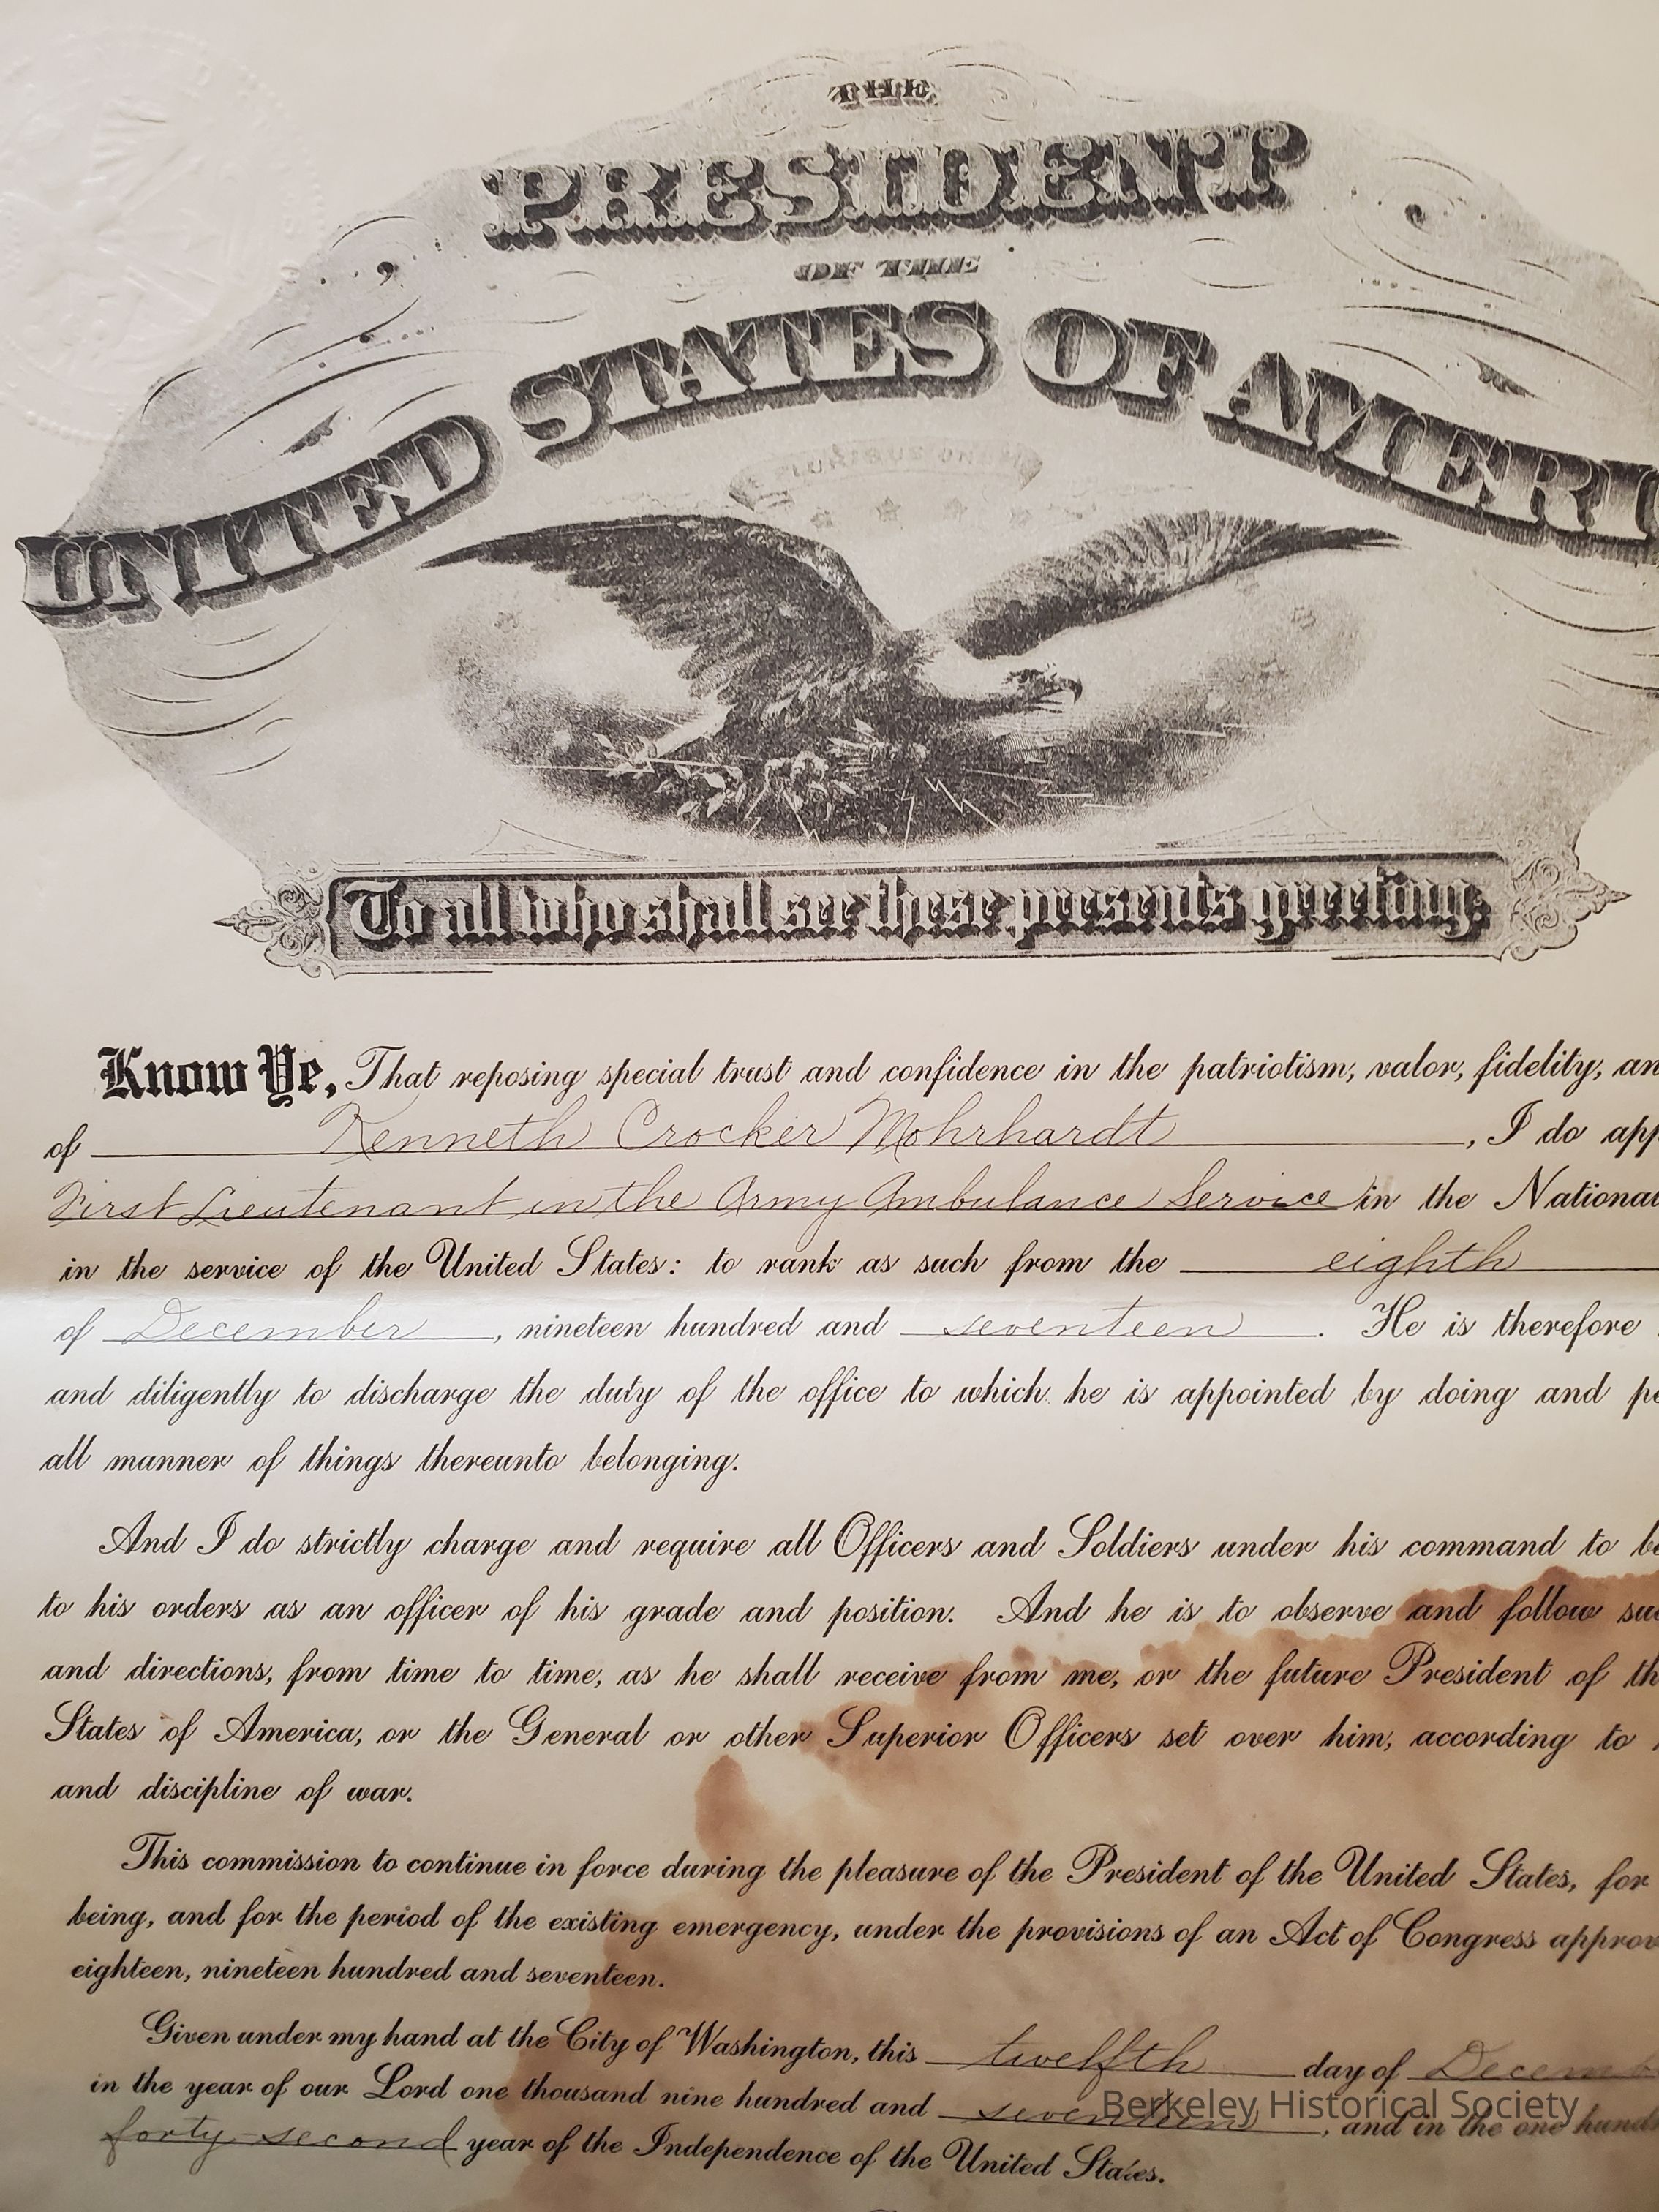 THE
PRESIDENT
OF THE
UNITED STATES OF AMERI
PLURIBUS UNUM
To all who shall see these presents greeting,
Know Ye, That reposing special trust and confidence in the patriotism, valor, fidelity, an
of Kenneth Crocker Mohrhardt, I do app
First Lieutenant in the Army Ambulance Service in the National
in the service of the United States: to rank as such from the eighth
of December, nineteen hundred and seventeen. He is therefore
and diligently to discharge the duty of the office to which he is appointed by doing and pe
all manner of things thereunto belonging.
And I do strictly charge and require all Officers and Soldiers under his command to be
to his orders as an officer of his grade and position. And he is to observe and follow suc
and directions, from time to time, as he shall receive from me, or the future President of th
States of America, or the General or other Superior Officers set over him, according to
and discipline of war.
This commission to continue in force during the pleasure of the President of the United States, for
being, and for the period of the existing emergency, under the provisions of an Act of Congress approv
eighteen, nineteen hundred and seventeen.
Given under my hand at the City of Washington, this twelfth day of Decemb
in the year of our Lord one thousand nine hundred and seventeen, and in the one hund
forty-second year of the Independence of the United States.
Berkeley Historical Society